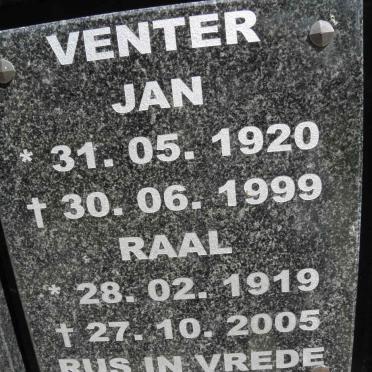 VENTER
JAN
* 31. 05. 1920
† 30. 06. 1999
RAAL
* 28. 02. 1919
† 27. 10. 2005
RUS IN VREDE